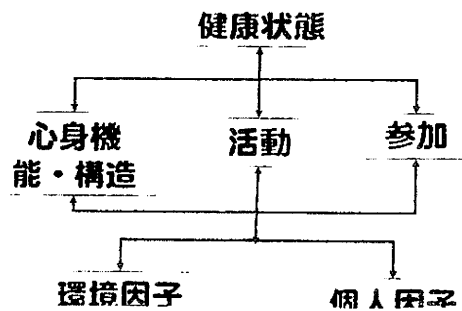 健康状態
心身機
能・構造
活動
参加
環境因子
個人因子